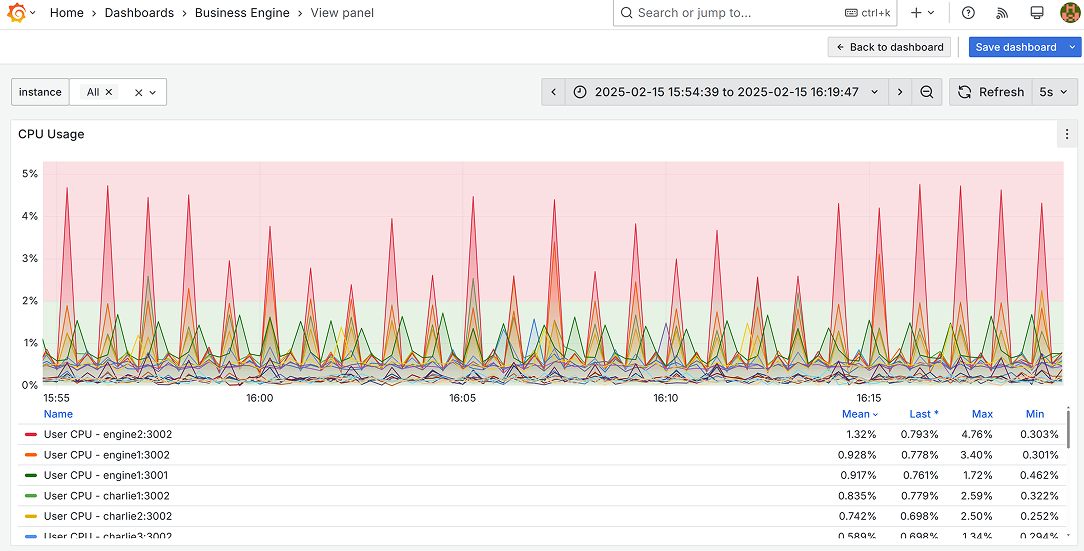 Home > Dashboards > Business Engine > View panel
Search or jump to... ctrl+k
Back to dashboard Save dashboard
instance All 2025-02-15 15:54:39 to 2025-02-15 16:19:47 Refresh 5s
CPU Usage
5%
4%
3%
2%
1%
0%
15:55 16:00 16:05 16:10 16:15
Name Mean Last * Max Min
User CPU - engine2:3002 1.32% 0.793% 4.76% 0.303%
User CPU - engine1:3002 0.928% 0.778% 3.40% 0.301%
User CPU - engine1:3001 0.917% 0.761% 1.72% 0.462%
User CPU - charlie1:3002 0.835% 0.779% 2.59% 0.322%
User CPU - charlie2:3002 0.742% 0.698% 2.50% 0.252%
User CPU - charlie3:3002 0.589% 0.698% 1.34% 0.294%